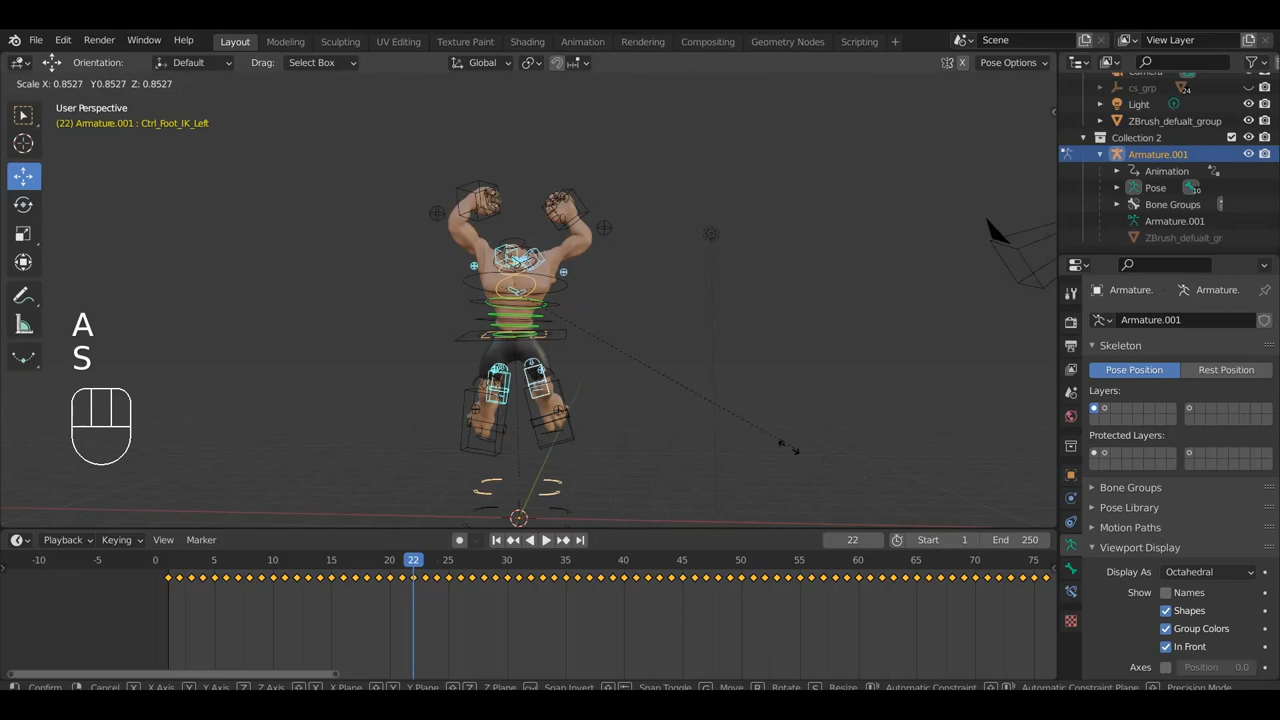 File Edit Render Window Help Layout Modeling Sculpting UV Editing Texture Paint Shading Animation Rendering Compositing Geometry Nodes Scripting + Scene View Layer
Orientation: Default Drag: Select Box Global X Pose Options
Scale X: 0.8527 Y0.8527 Z: 0.8527
User Perspective
(22) Armature.001 : Ctrl_Foot_IK_Left
A
S
cs_grp 24
Light
ZBrush_defualt_group
Collection 2
Armature.001
Animation
Pose 10
Bone Groups
Armature.001
ZBrush_defualt_gr
Armature. Armature.
Armature.001
Skeleton
Pose Position Rest Position
Layers:
Protected Layers:
Bone Groups
Pose Library
Motion Paths
Viewport Display
Display As Octahedral
Show Names
Shapes
Group Colors
In Front
Axes Position 0.0
Playback Keying View Marker 22 Start 1 End 250
-10 -5 0 5 10 15 20 22 25 30 35 40 45 50 55 60 65 70 75
Confirm Cancel X X Axis Y Y Axis Z Z Axis X Plane Y Plane Z Plane Snap Invert Snap Toggle G Move R Rotate S Resize Automatic Constraint Automatic Constraint Plane Precision Mode